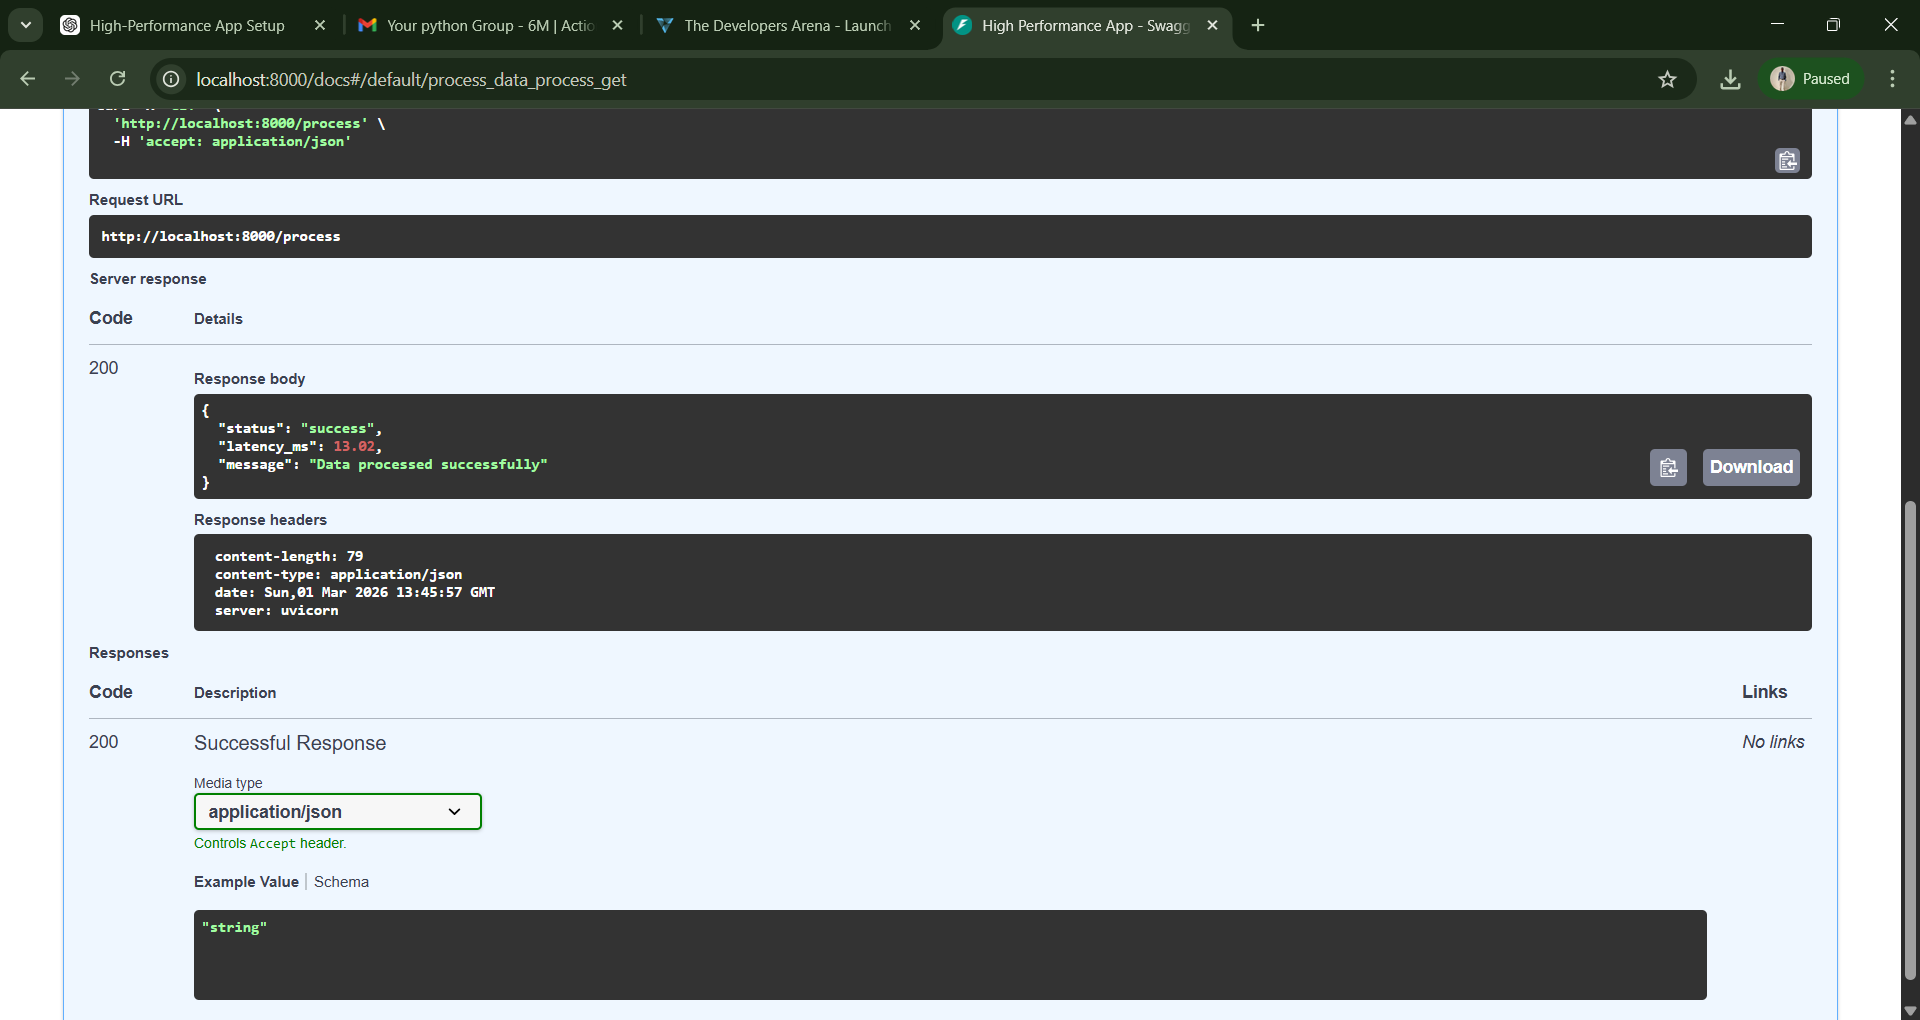 High-Performance App Setup
Your python Group - 6M | Actio
The Developers Arena - Launch
High Performance App - Swagg
localhost:8000/docs#/default/process_data_process_get
Paused
'http://localhost:8000/process' \
-H 'accept: application/json'
Request URL
http://localhost:8000/process
Server response
Code Details
200
Response body
{
"status": "success",
"latency_ms": 13.02,
"message": "Data processed successfully"
}
Download
Response headers
content-length: 79
content-type: application/json
date: Sun,01 Mar 2026 13:45:57 GMT
server: uvicorn
Responses
Code Description Links
200 Successful Response No links
Media type
application/json
Controls Accept header.
Example Value Schema
"string"